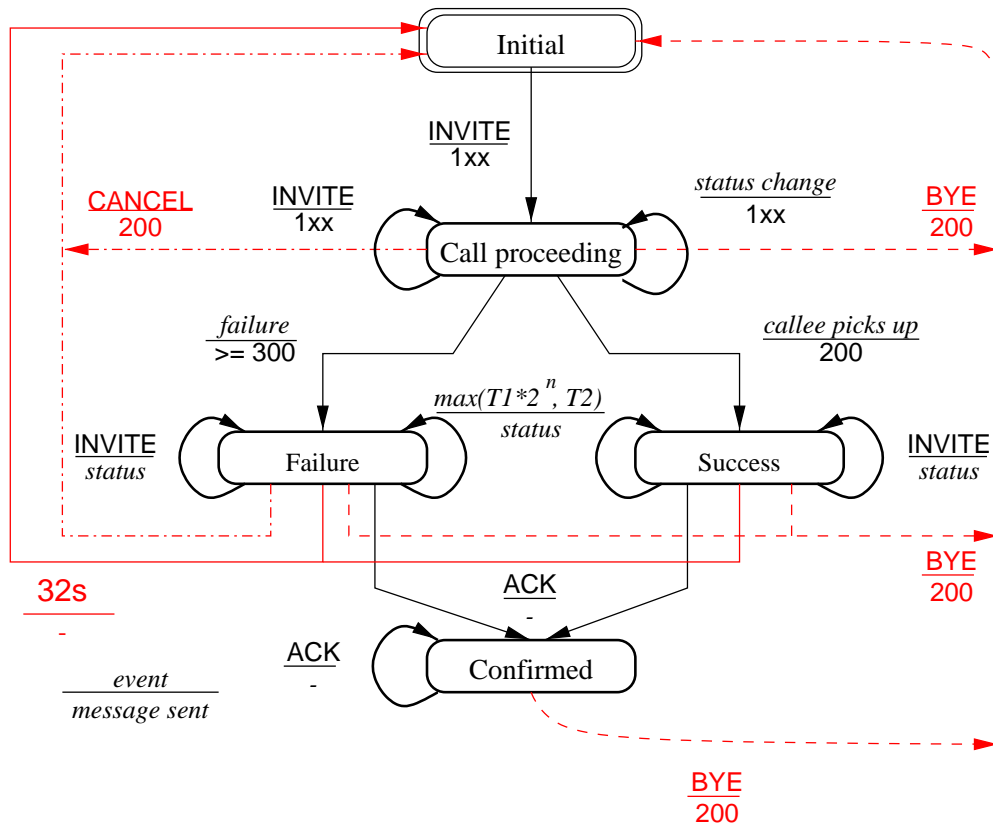 Initial
INVITE
1xx
CANCEL
200
INVITE
1xx
status change
1xx
BYE
200
Call proceeding
failure
>= 300
callee picks up
200
max(T1*2^n, T2)
status
INVITE
status
Failure
Success
INVITE
status
32s
-
ACK
-
BYE
200
ACK
-
Confirmed
event
message sent
BYE
200